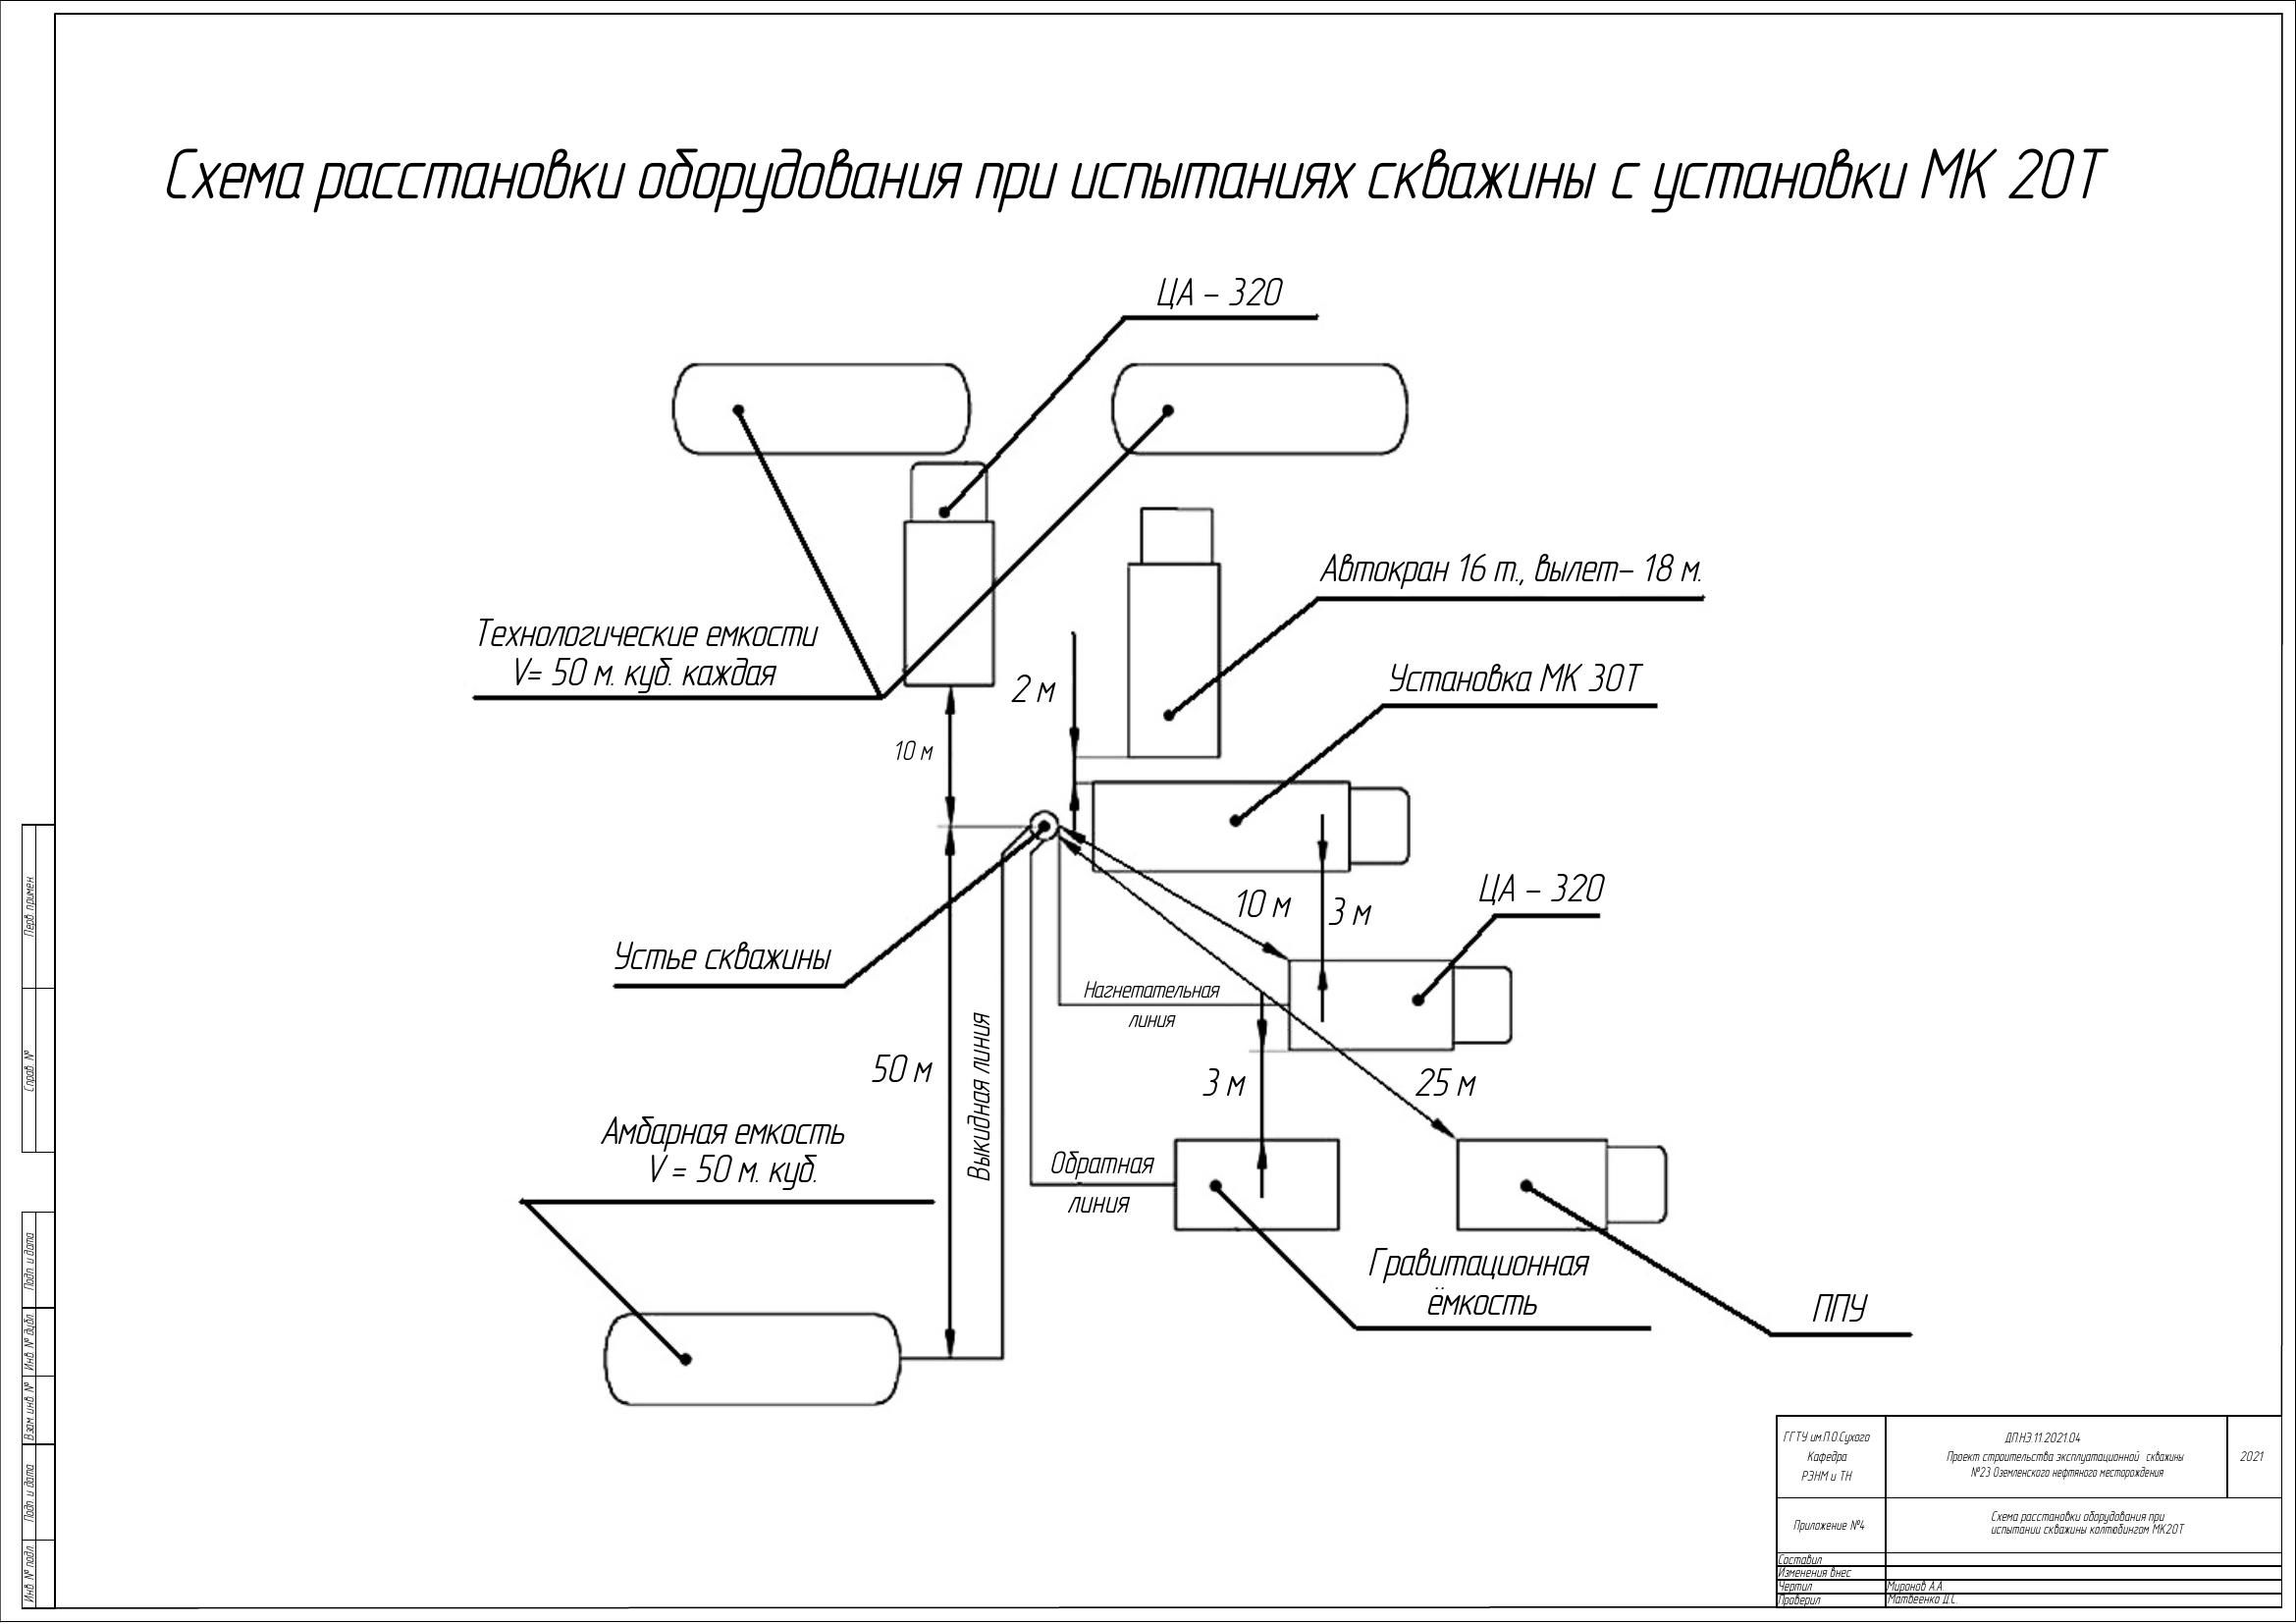 Схема расстановки оборудования при испытаниях скважины с установки МК 20Т
ЦА – 320
Автокран 16 т., вылет– 18 м.
Технологические емкости
V= 50 м. куб. каждая
Установка МК 30Т
2 м
10 м
ЦА – 320
10 м
3 м
Устье скважины
Нагнетательная
линия
50 м
Выкидная линия
3 м
25 м
Амбарная емкость
V = 50 м. куб.
Обратная
линия
Гравитационная
ёмкость
ППУ
Перв. примен.
Справ. №
Подп. и дата
Инв. № дубл.
Взам. инв. №
Подп. и дата
Инв. № подл.
ГГТУ им.П.О.Сухого
Кафедра
РЭНМ и ТН
ДП.НЭ.11.2021.04
Проект строительства эксплуатационной скважины
№23 Оземленского нефтяного месторождения
2021
Приложение №4
Схема расстановки оборудования при
испытании скважины колтюбингом МК20Т
Составил
Изменения внес
Чертил
Миронов А.А.
Проверил
Матвеенко Д.С.